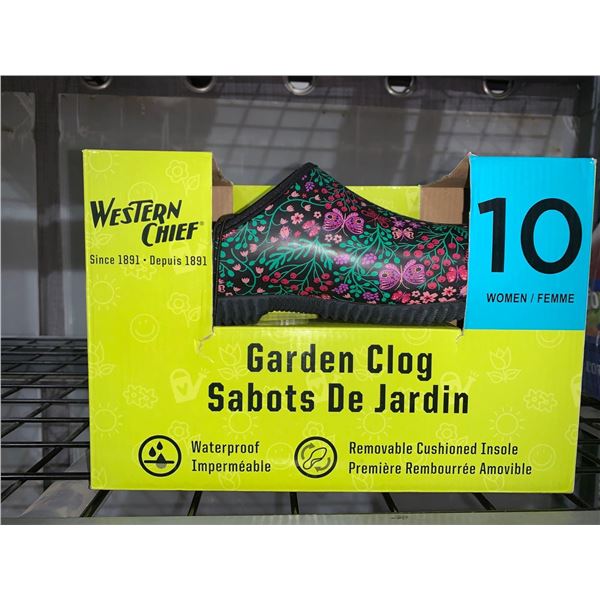 WESTERN
CHIEF®
Since 1891 • Depuis 1891
10
WOMEN / FEMME
Garden Clog
Sabots De Jardin
Waterproof
Imperméable
Removable Cushioned Insole
Première Rembourrée Amovible